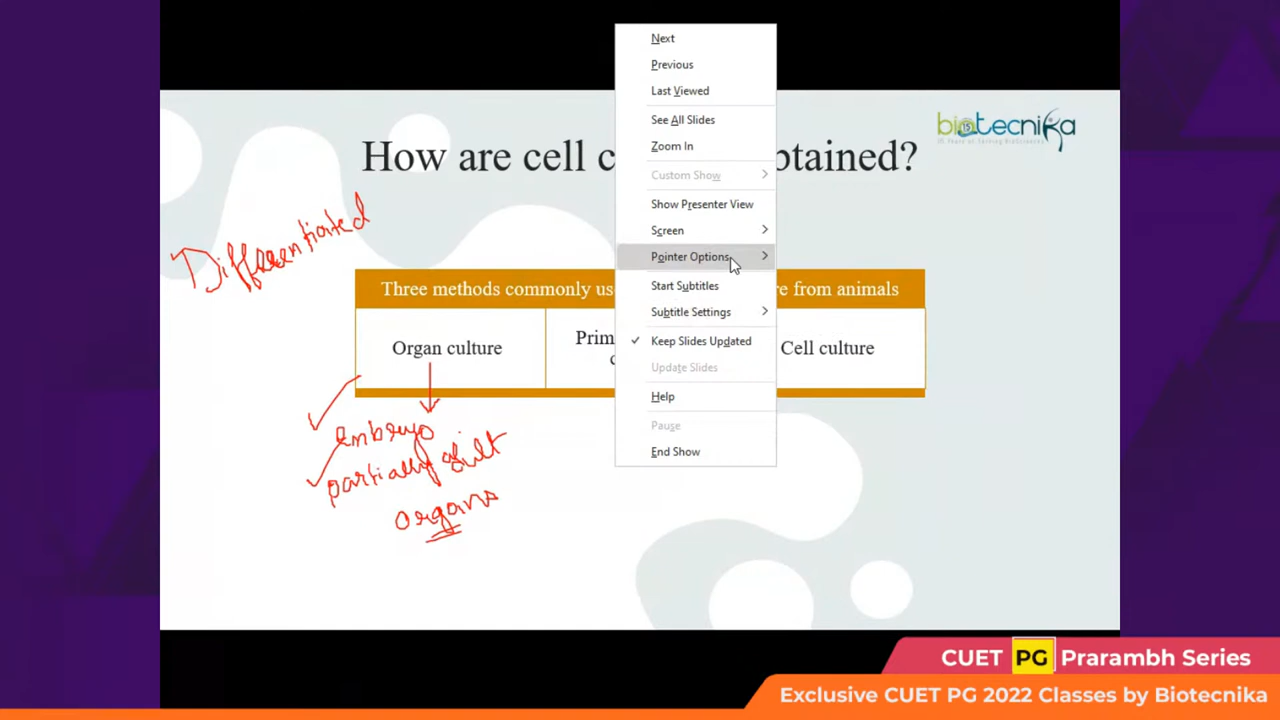 Next
Previous
Last Viewed
See All Slides
Zoom In
Custom Show
Show Presenter View
Screen
Pointer Options
Start Subtitles
Subtitle Settings
Keep Slides Updated
Update Slides
Help
Pause
End Show
biotecnika
How are cell c btained?
Differentiated
Three methods commonly us e from animals
Organ culture
Prim
c
Cell culture
embryo
partially
organs
CUET PG Prarambh Series
Exclusive CUET PG 2022 Classes by Biotecnika